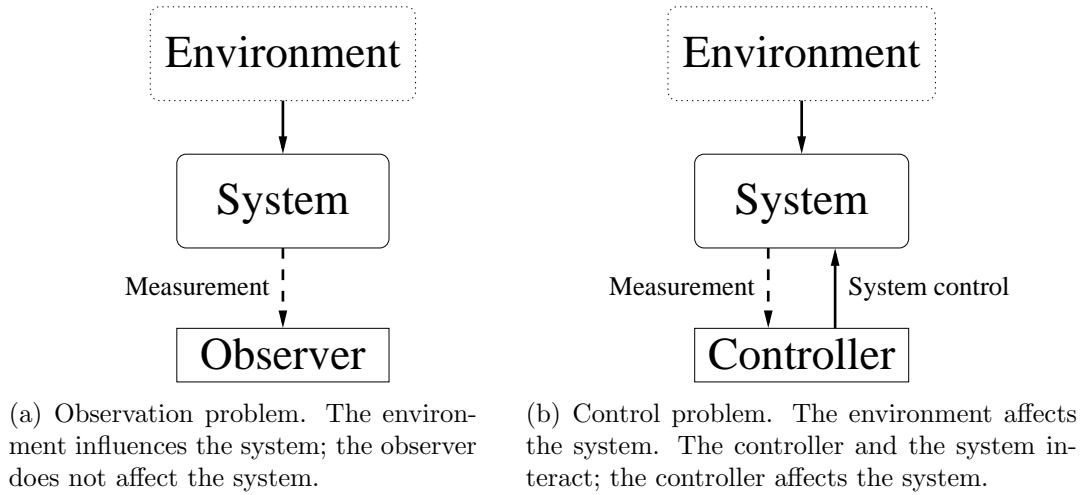 Environment
System
Measurement
Observer
(a) Observation problem. The environ-
ment influences the system; the observer
does not affect the system.
Environment
System
Measurement
System control
Controller
(b) Control problem. The environment affects
the system. The controller and the system in-
teract; the controller affects the system.